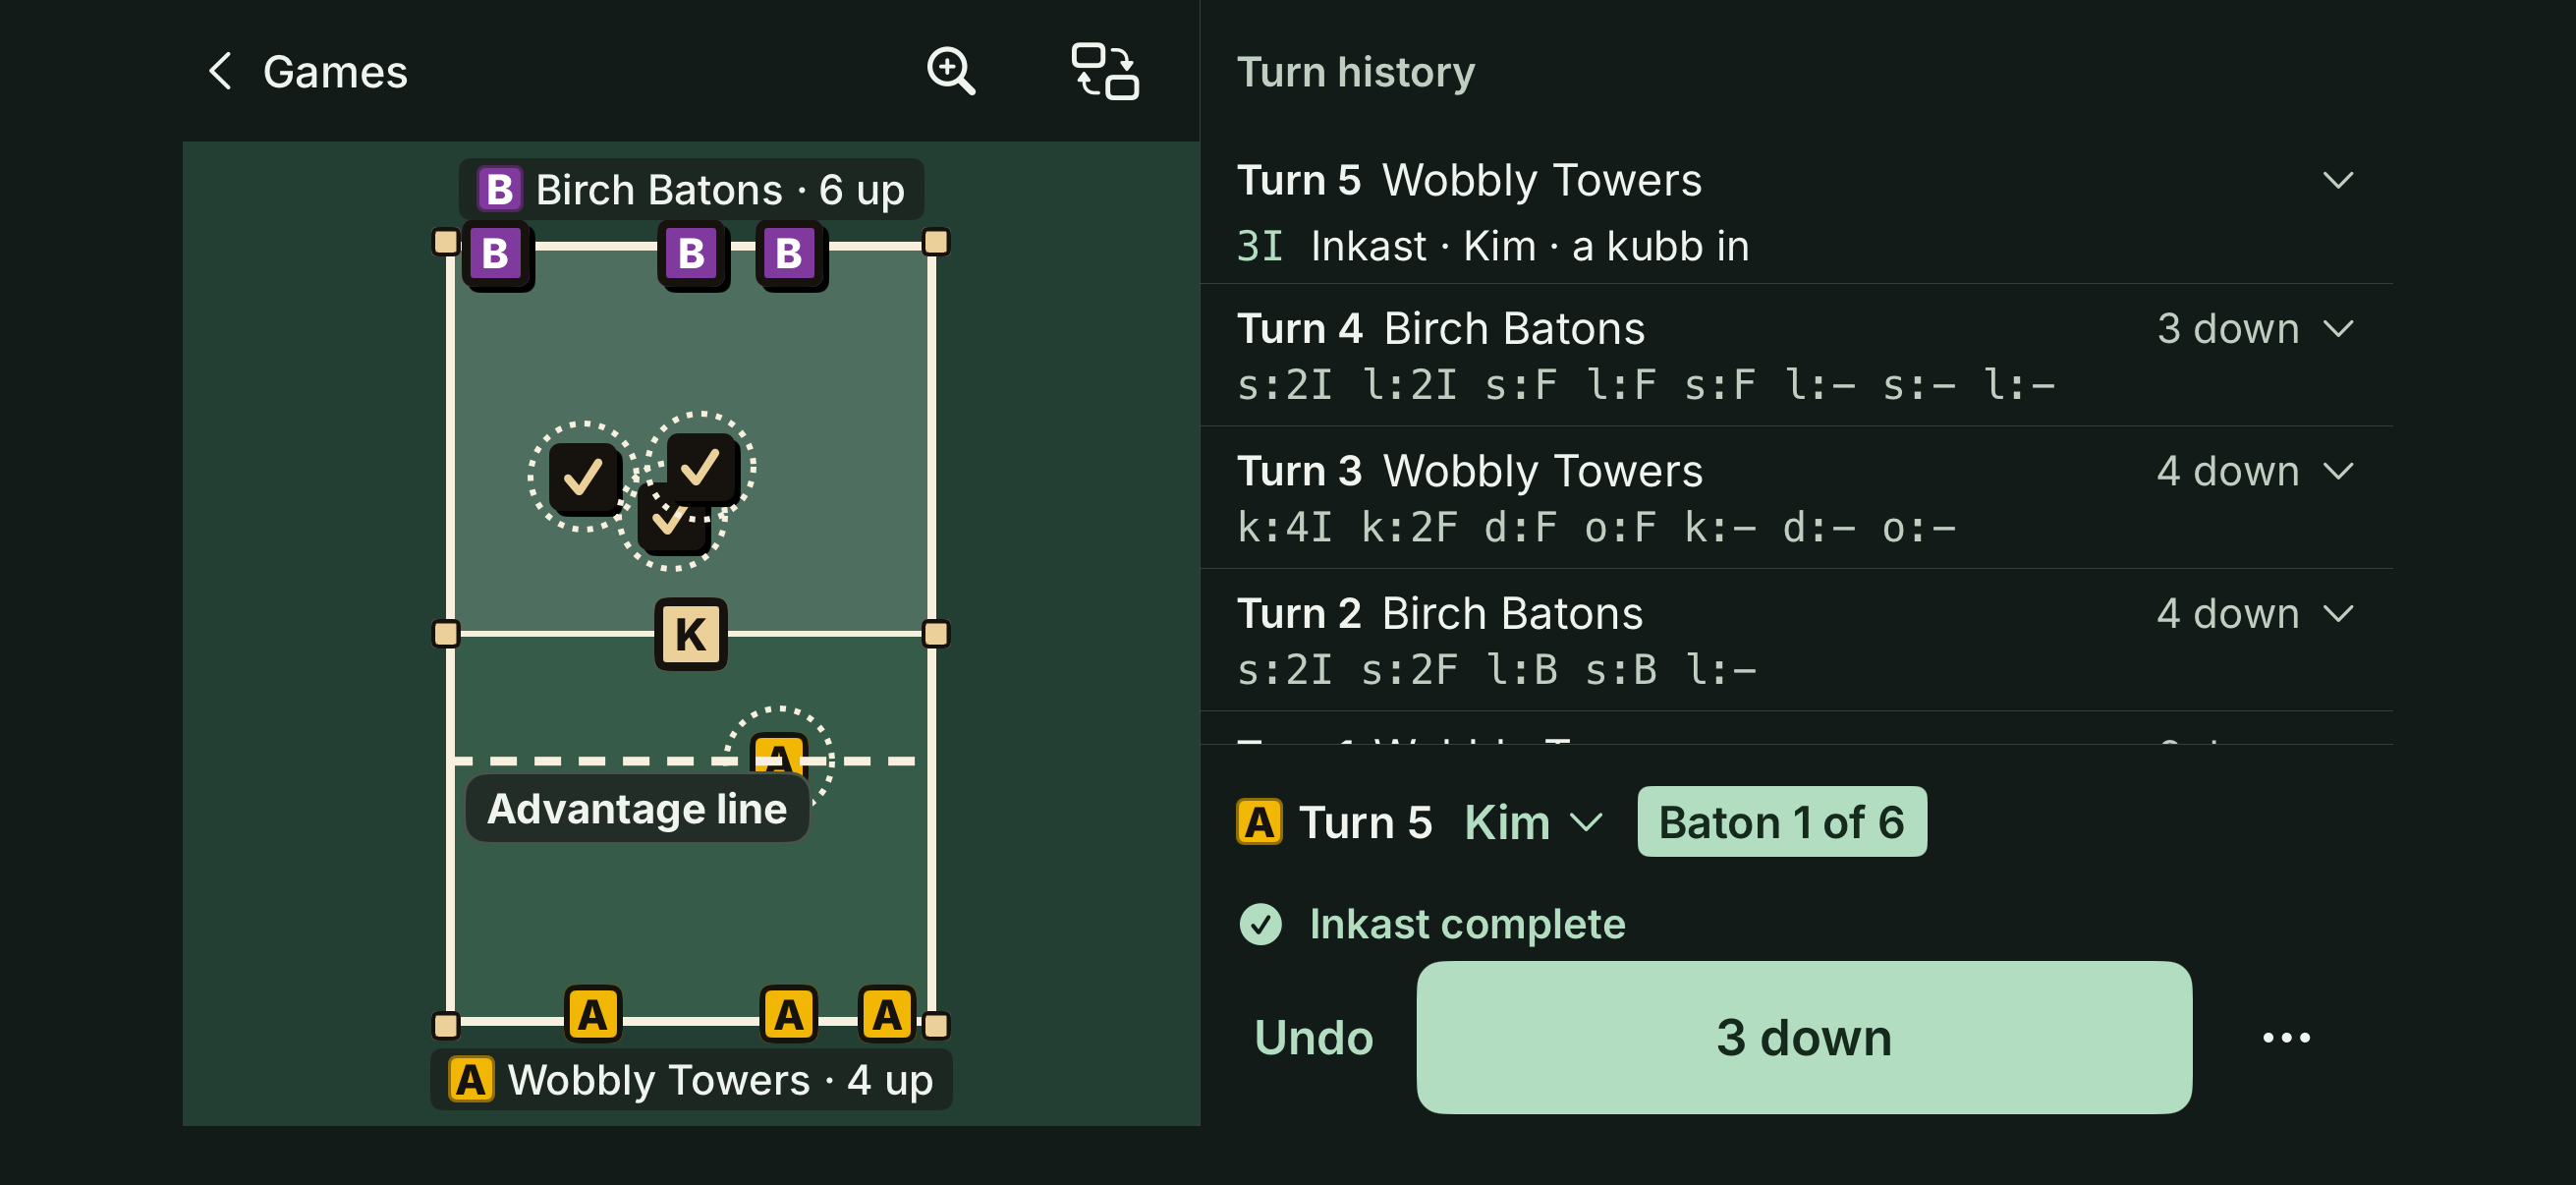 Games
B Birch Batons · 6 up
B B B
K
A
Advantage line
A A A
A Wobbly Towers · 4 up
Turn history
Turn 5 Wobbly Towers
3I Inkast · Kim · a kubb in
Turn 4 Birch Batons 3 down
s:2I l:2I s:F l:F s:F l:− s:− l:−
Turn 3 Wobbly Towers 4 down
k:4I k:2F d:F o:F k:− d:− o:−
Turn 2 Birch Batons 4 down
s:2I s:2F l:B s:B l:−
A Turn 5 Kim Baton 1 of 6
Inkast complete
Undo 3 down